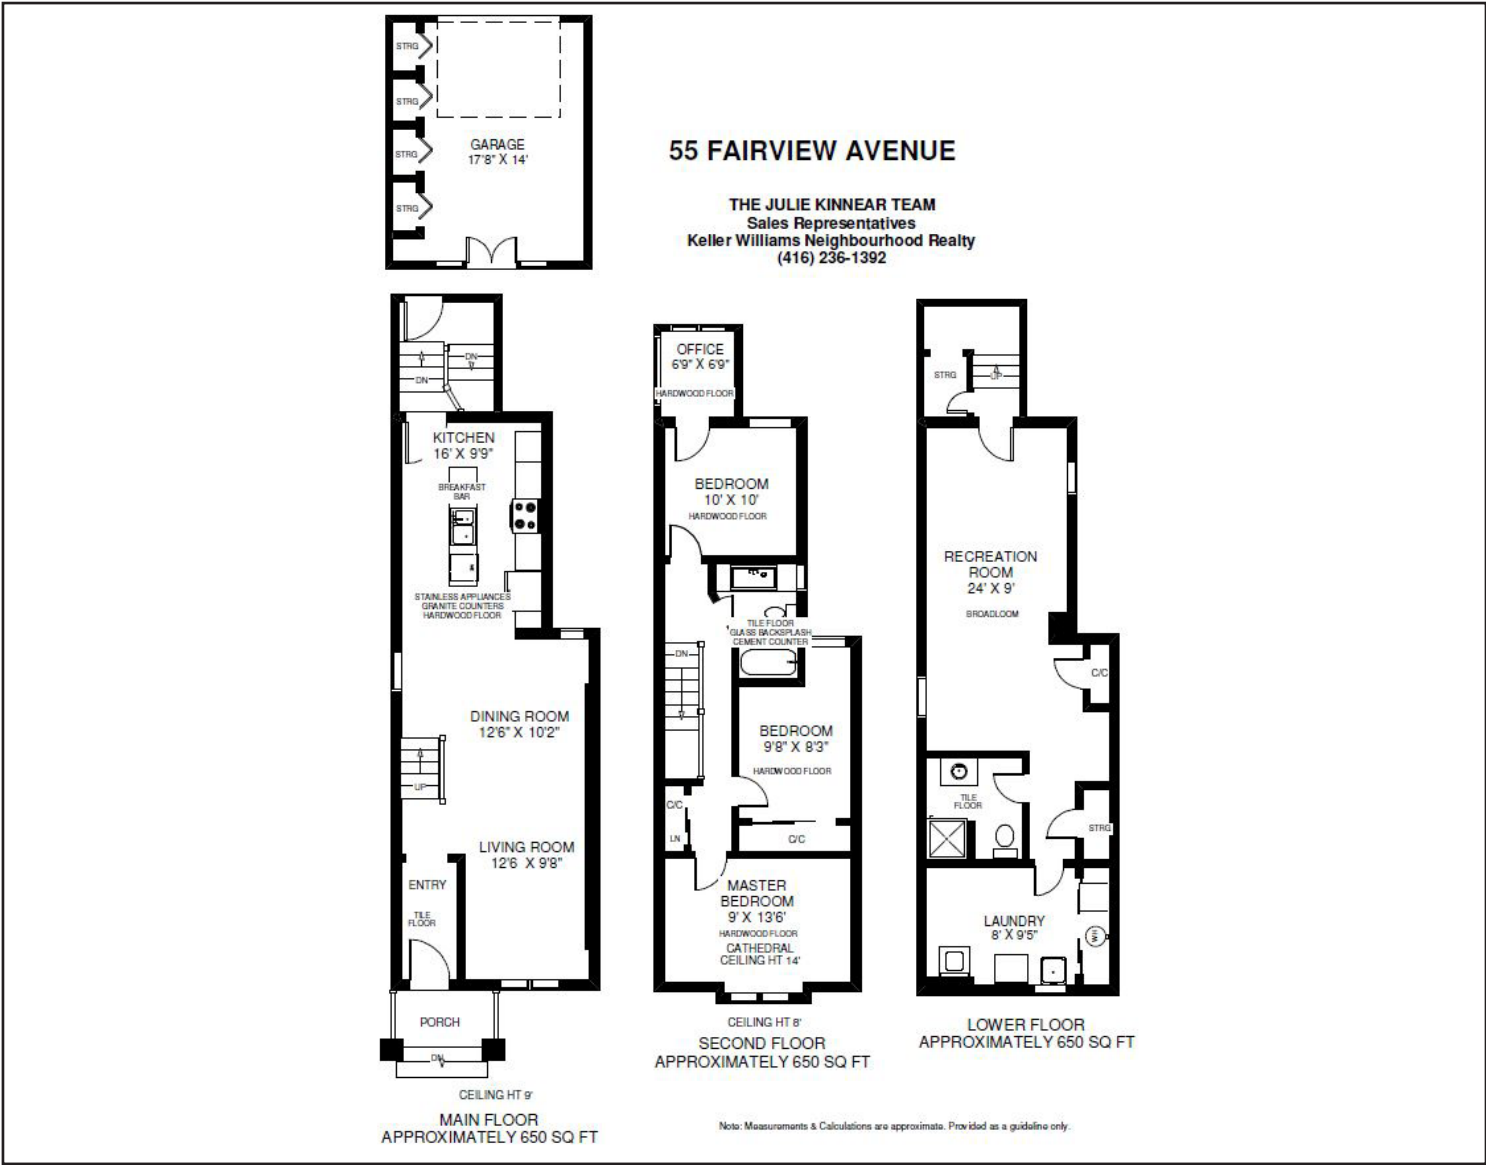 STRG
STRG
STRG
STRG
GARAGE
17'8" X 14'
55 FAIRVIEW AVENUE
THE JULIE KINNEAR TEAM
Sales Representatives
Keller Williams Neighbourhood Realty
(416) 236-1392
DN
DN
KITCHEN
16' X 9'9"
BREAKFAST
BAR
STAINLESS APPLIANCES
GRANITE COUNTERS
HARDWOOD FLOOR
DINING ROOM
12'6" X 10'2"
UP
LIVING ROOM
12'6 X 9'8"
ENTRY
TILE
FLOOR
PORCH
DN
CEILING HT 9'
MAIN FLOOR
APPROXIMATELY 650 SQ FT
OFFICE
6'9" X 6'9"
HARDWOOD FLOOR
BEDROOM
10' X 10'
HARDWOOD FLOOR
TILE FLOOR
GLASS BACKSPLASH
CEMENT COUNTER
DN
BEDROOM
9'8" X 8'3"
HARDWOOD FLOOR
C/C
LN
C/C
MASTER
BEDROOM
9' X 13'6'
HARDWOOD FLOOR
CATHEDRAL
CEILING HT 14'
CEILING HT 8'
SECOND FLOOR
APPROXIMATELY 650 SQ FT
STRG
UP
RECREATION
ROOM
24' X 9'
BROADLOOM
C/C
TILE
FLOOR
STRG
LAUNDRY
8' X 9'5"
WH
LOWER FLOOR
APPROXIMATELY 650 SQ FT
Note: Measurements & Calculations are approximate. Provided as a guideline only.